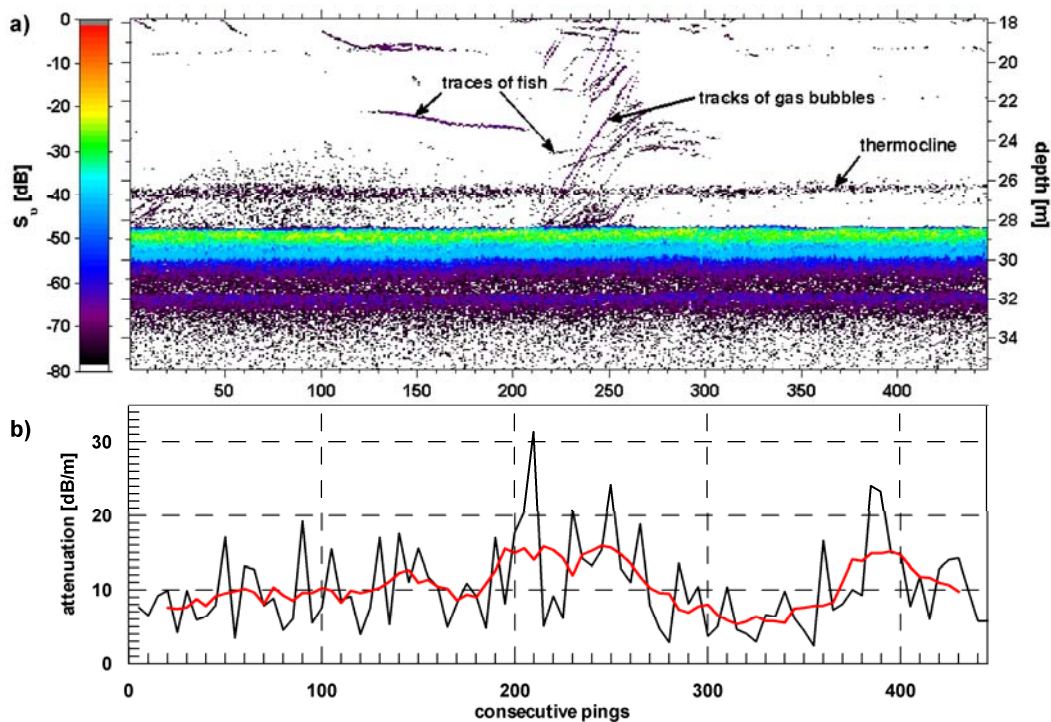 a)
0
-10
-20
-30
-40
-50
-60
-70
-80
S_υ [dB]
traces of fish
tracks of gas bubbles
thermocline
18
20
22
24
26
28
30
32
34
depth [m]
50 100 150 200 250 300 350 400
b)
30
20
10
0
attenuation [dB/m]
0 100 200 300 400
consecutive pings